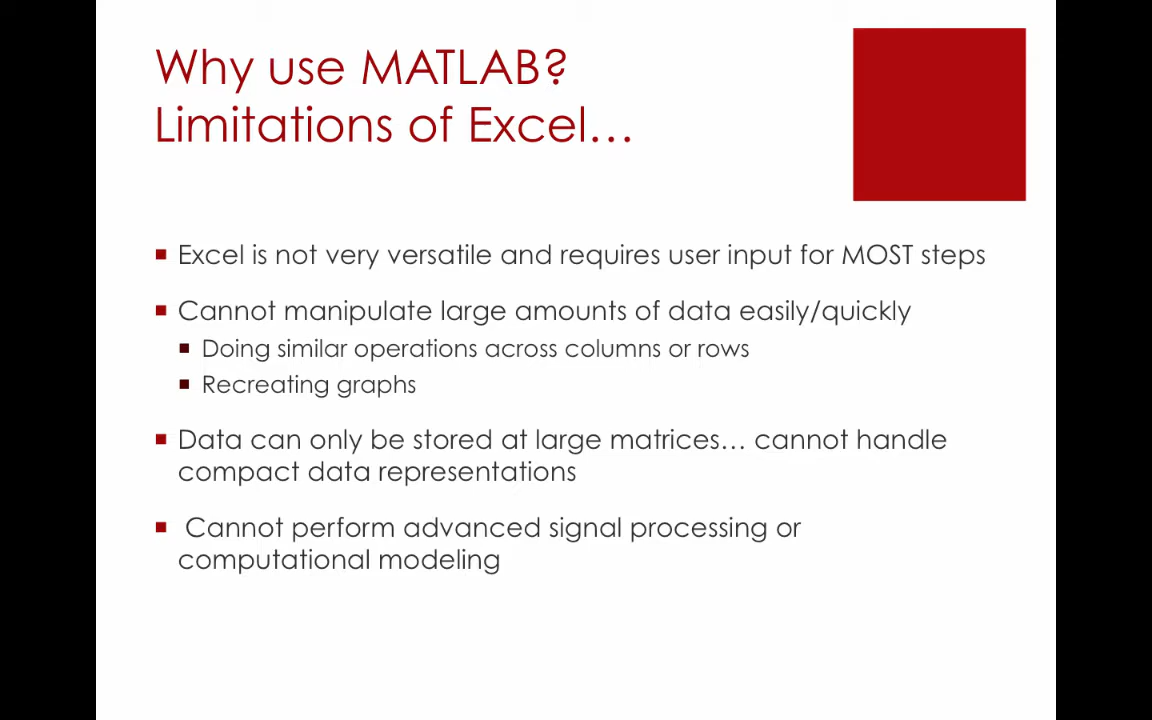 Why use MATLAB?
Limitations of Excel…
Excel is not very versatile and requires user input for MOST steps
Cannot manipulate large amounts of data easily/quickly
Doing similar operations across columns or rows
Recreating graphs
Data can only be stored at large matrices… cannot handle
compact data representations
Cannot perform advanced signal processing or
computational modeling